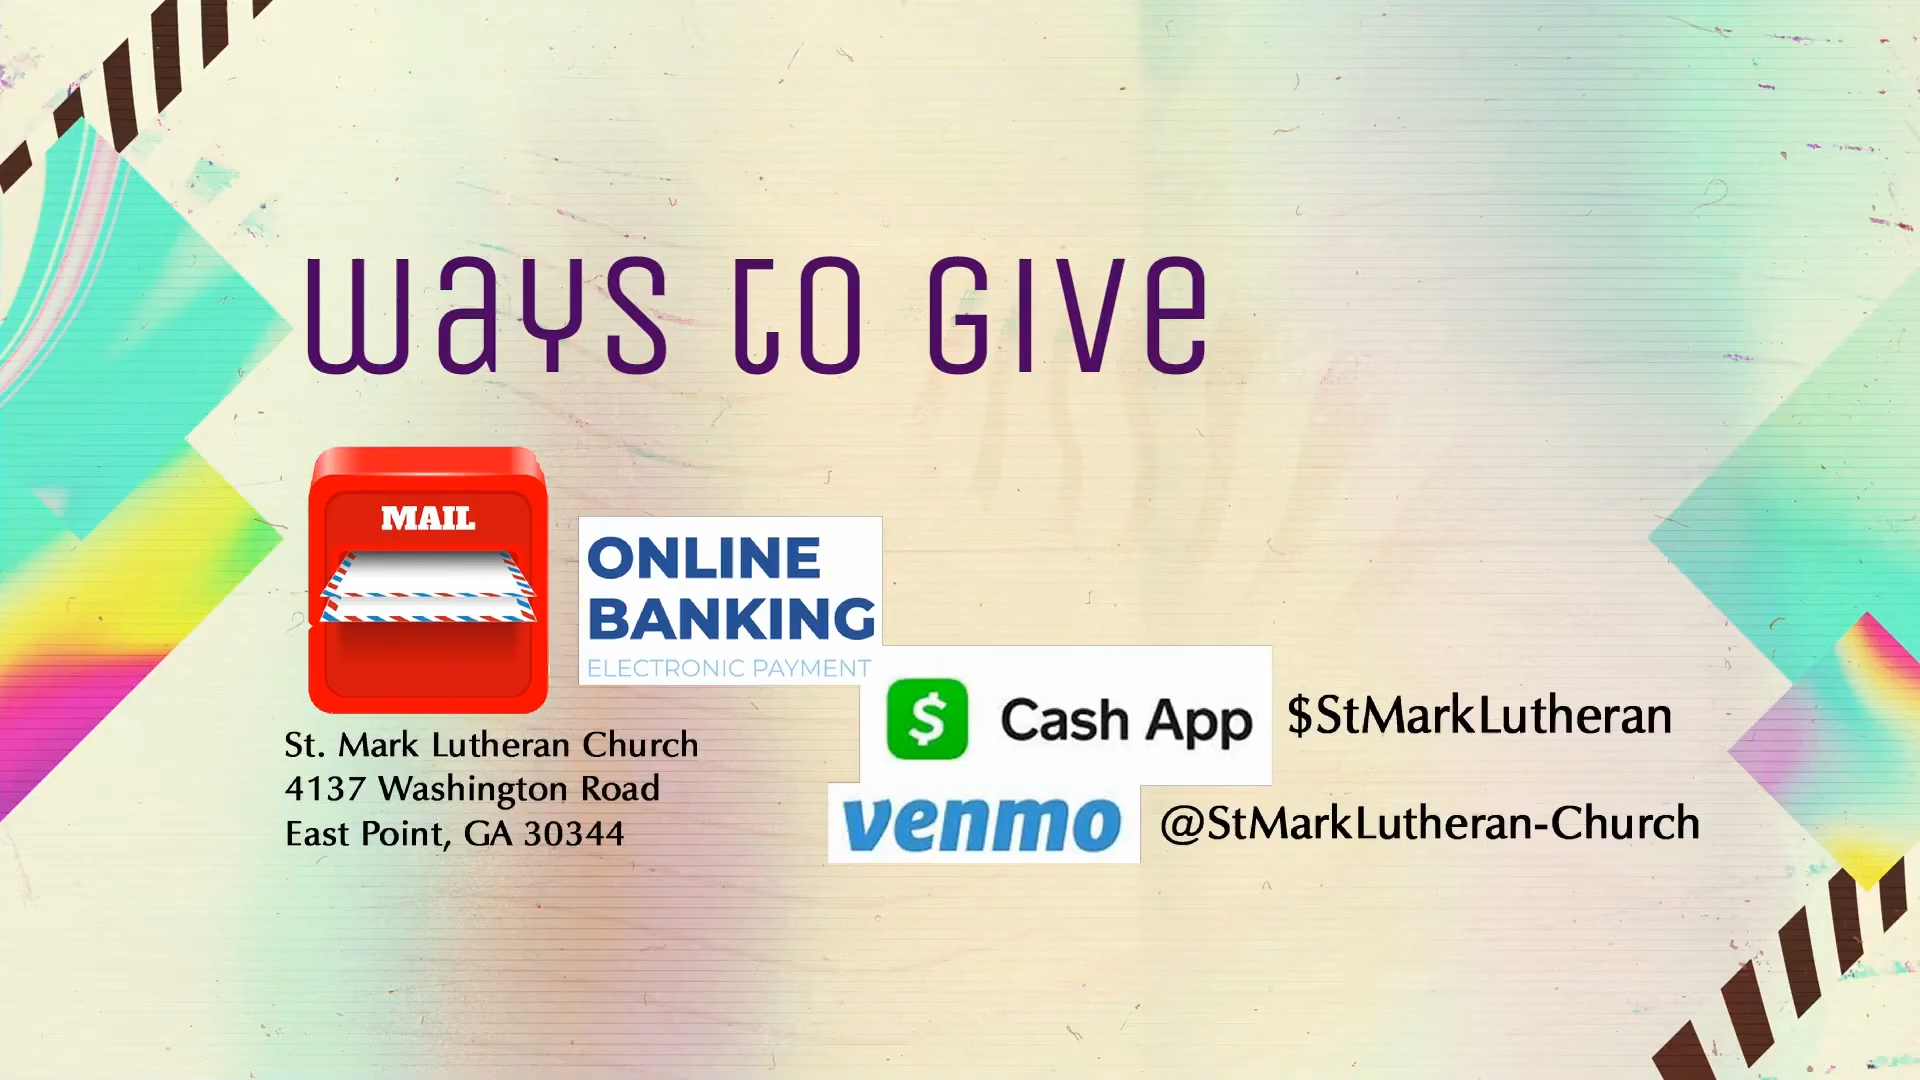 Ways to Give
MAIL
ONLINE
BANKING
ELECTRONIC PAYMENT
St. Mark Lutheran Church
4137 Washington Road
East Point, GA 30344
$ Cash App $StMarkLutheran
venmo @StMarkLutheran-Church